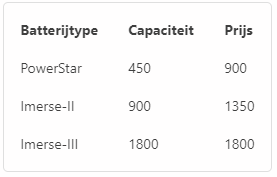 Batterijtype Capaciteit Prijs
PowerStar 450 900
Imerse-II 900 1350
Imerse-III 1800 1800